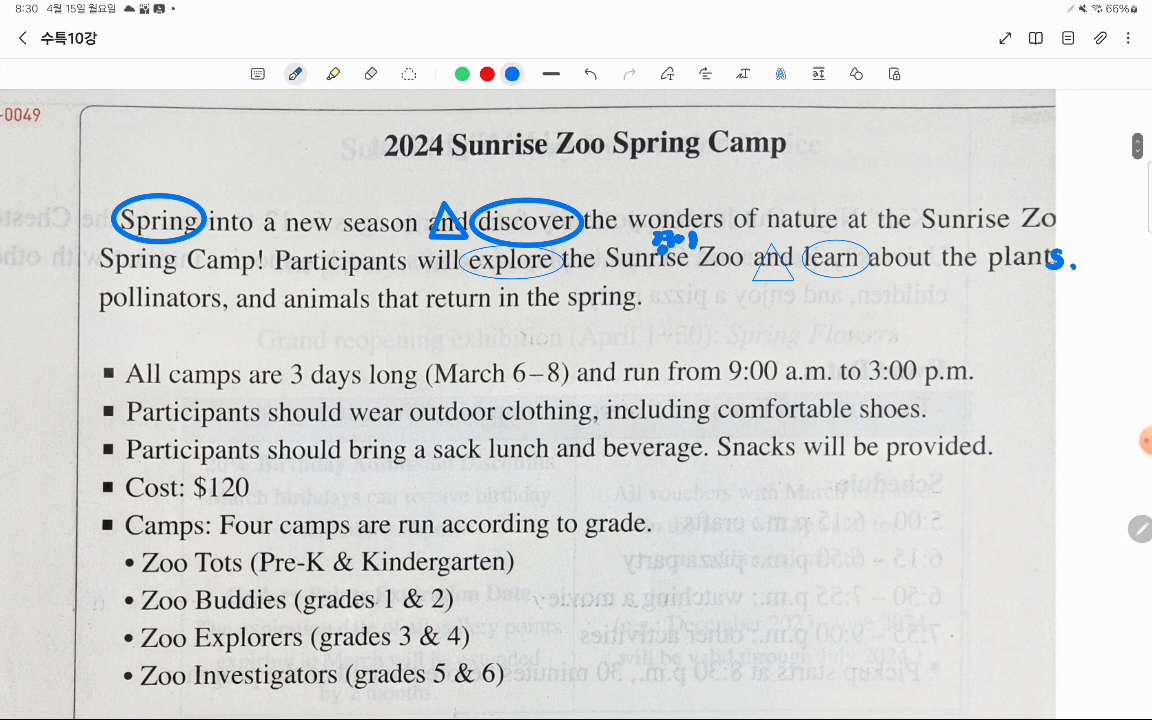 8:30 4월 15일 월요일
66%
수특10강
-0049
2024 Sunrise Zoo Spring Camp
Spring into a new season and discover the wonders of nature at the Sunrise Zo
Spring Camp! Participants will explore the Sunrise Zoo and learn about the plants.
pollinators, and animals that return in the spring.
▪ All camps are 3 days long (March 6–8) and run from 9:00 a.m. to 3:00 p.m.
▪ Participants should wear outdoor clothing, including comfortable shoes.
▪ Participants should bring a sack lunch and beverage. Snacks will be provided.
▪ Cost: $120
▪ Camps: Four camps are run according to grade.
• Zoo Tots (Pre-K & Kindergarten)
• Zoo Buddies (grades 1 & 2)
• Zoo Explorers (grades 3 & 4)
• Zoo Investigators (grades 5 & 6)